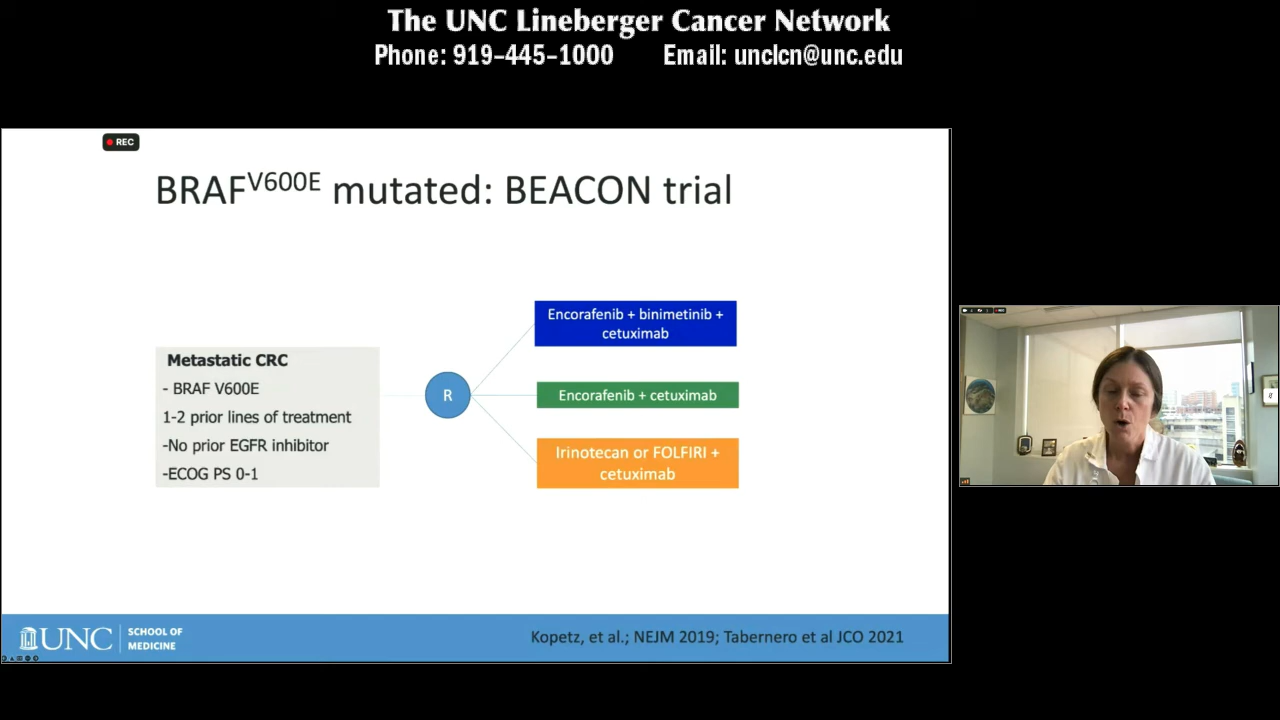 The UNC Lineberger Cancer Network
Phone: 919-445-1000 Email: unclcn@unc.edu
REC
BRAFV600E mutated: BEACON trial
Metastatic CRC
- BRAF V600E
1-2 prior lines of treatment
-No prior EGFR inhibitor
-ECOG PS 0-1
R
Encorafenib + binimetinib +
cetuximab
Encorafenib + cetuximab
Irinotecan or FOLFIRI +
cetuximab
UNC
SCHOOL OF
MEDICINE
Kopetz, et al.; NEJM 2019; Tabernero et al JCO 2021